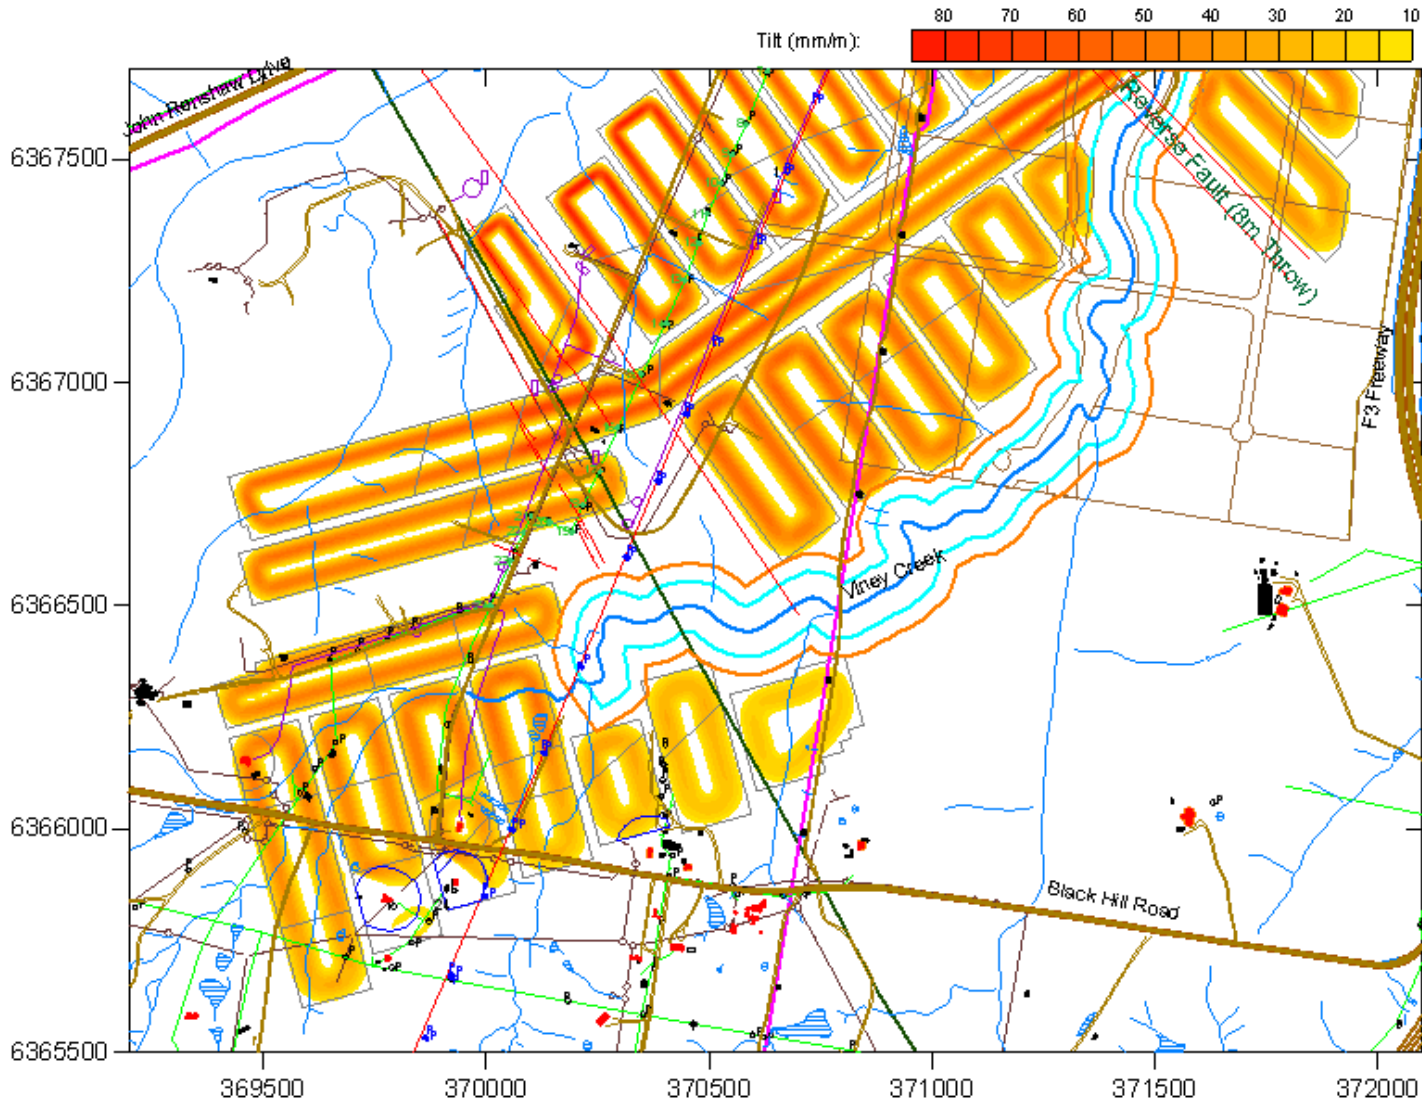 Tilt (mm/m):
80 70 60 50 40 30 20 10
John Renshaw Drive
Reverse Fault (8m Throw)
F3 Freeway
Viney Creek
Black Hill Road
6367500
6367000
6366500
6366000
6365500
369500 370000 370500 371000 371500 372000